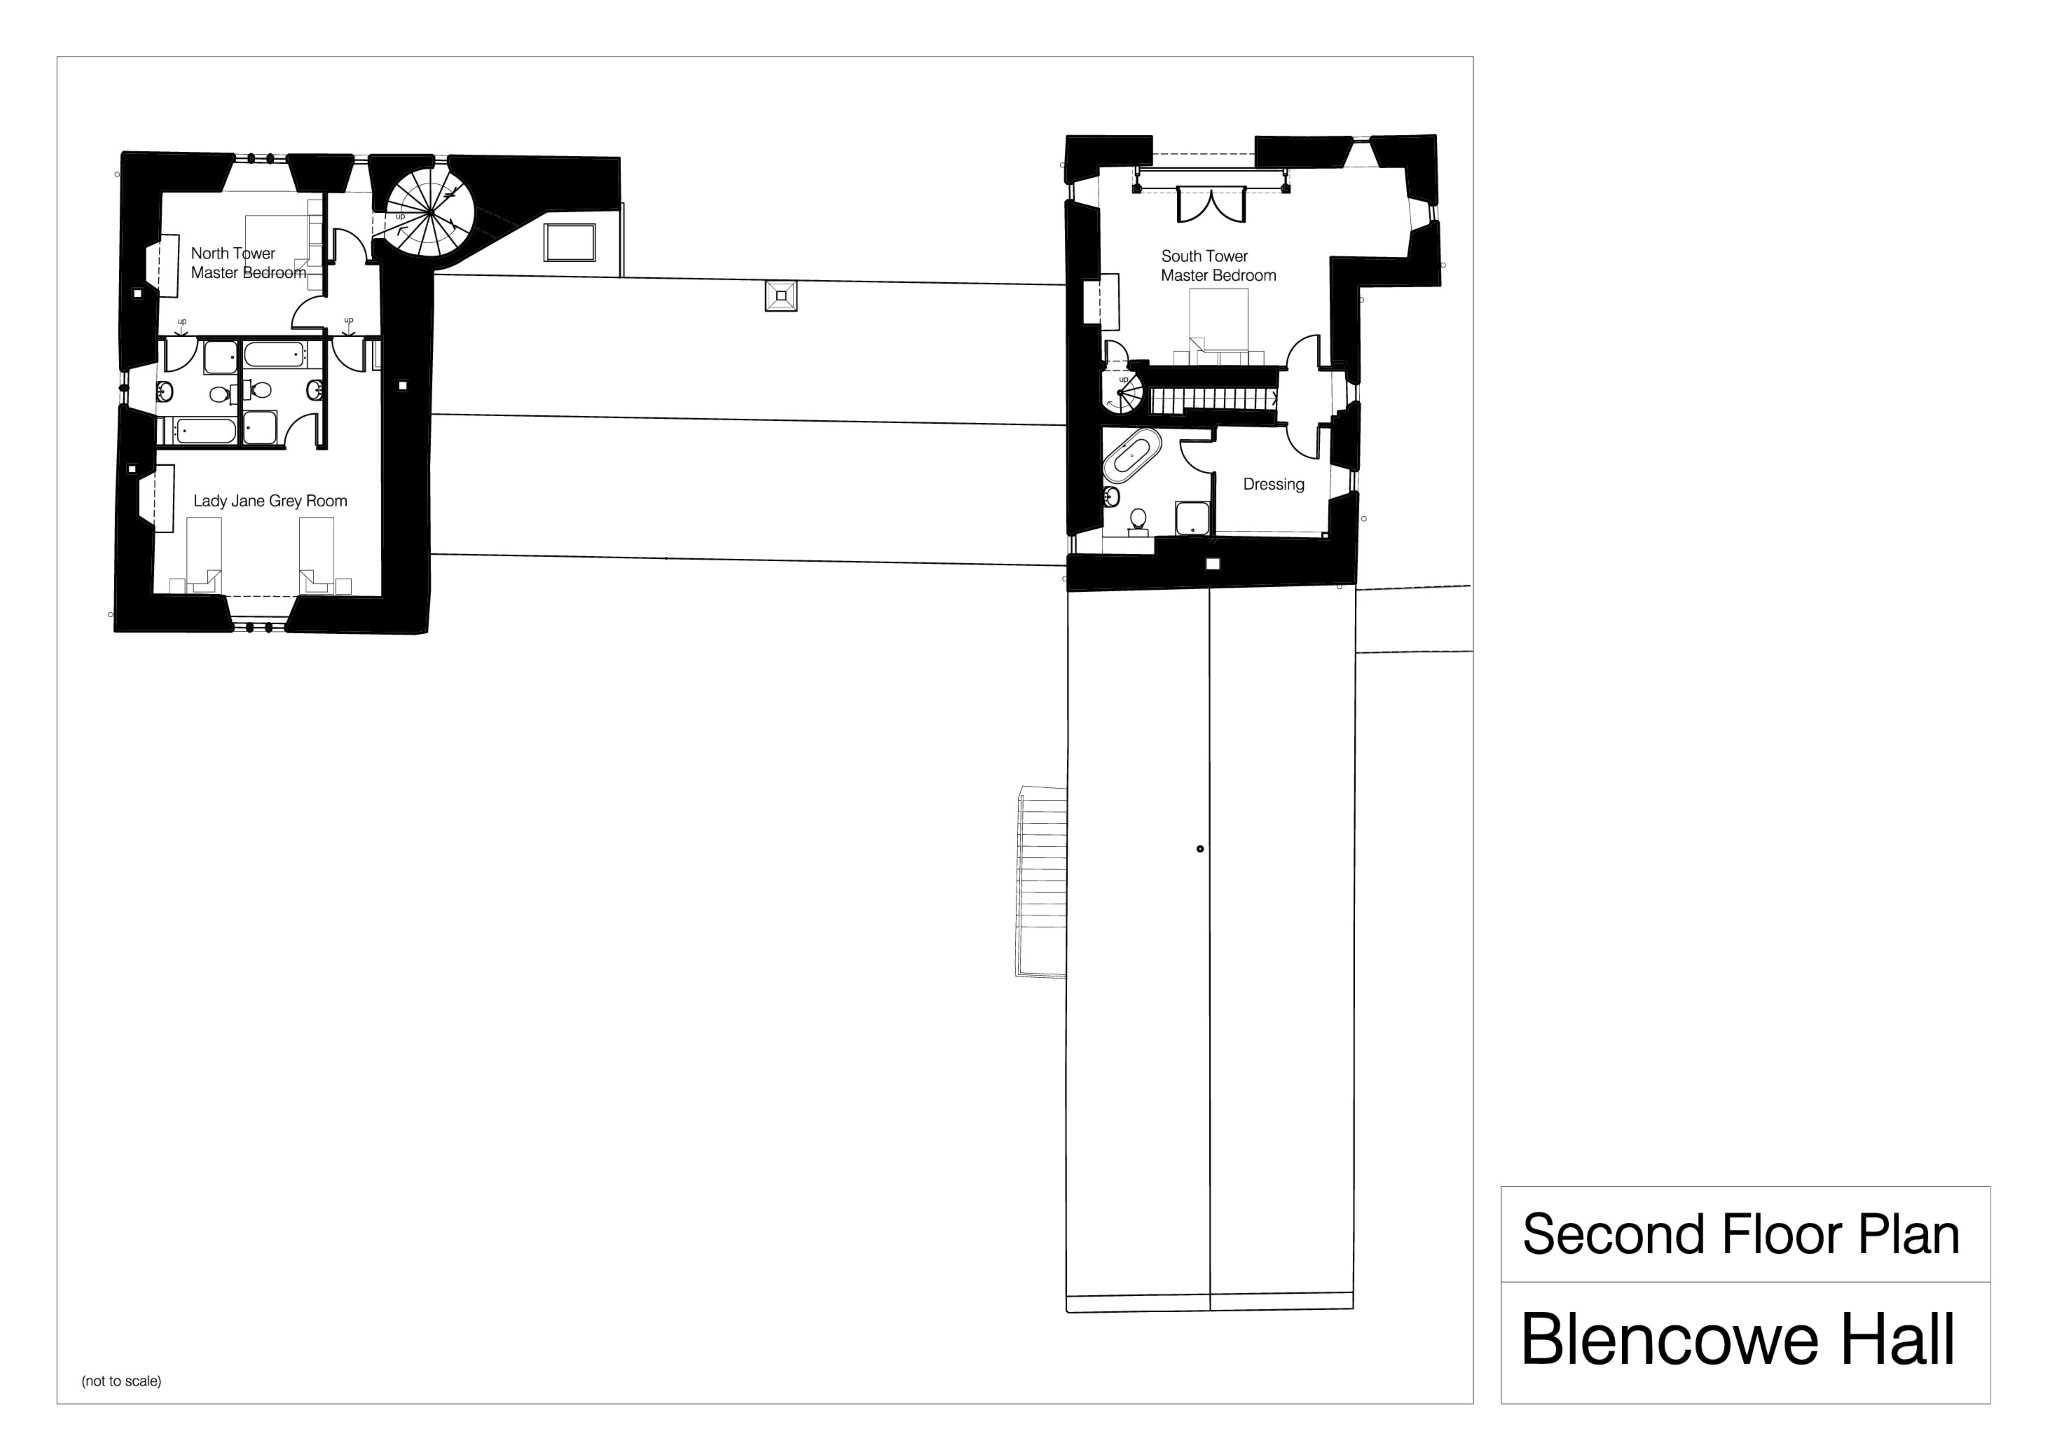 North Tower
Master Bedroom
up
up
up
Lady Jane Grey Room
South Tower
Master Bedroom
up
Dressing
Second Floor Plan
Blencowe Hall
(not to scale)